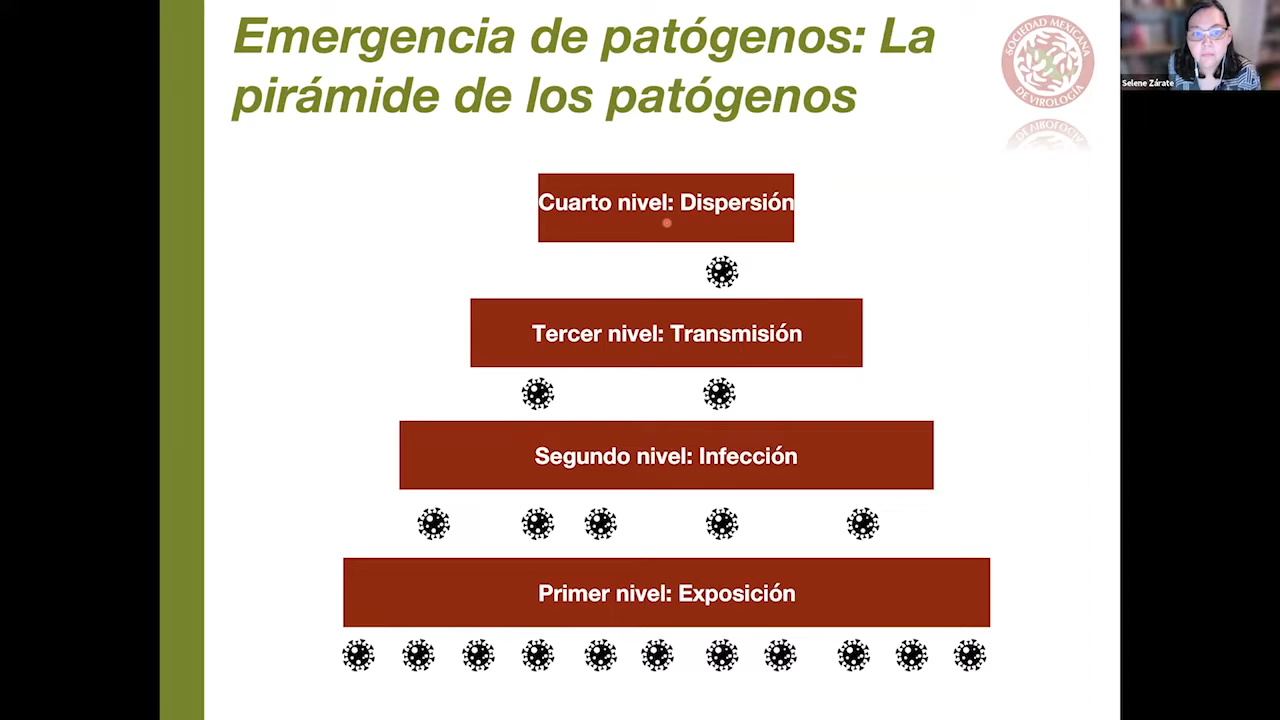 Emergencia de patógenos: La
pirámide de los patógenos
SOCIEDAD MEXICANA
DE VIROLOGÍA
Selene Zárate
Cuarto nivel: Dispersión
Tercer nivel: Transmisión
Segundo nivel: Infección
Primer nivel: Exposición